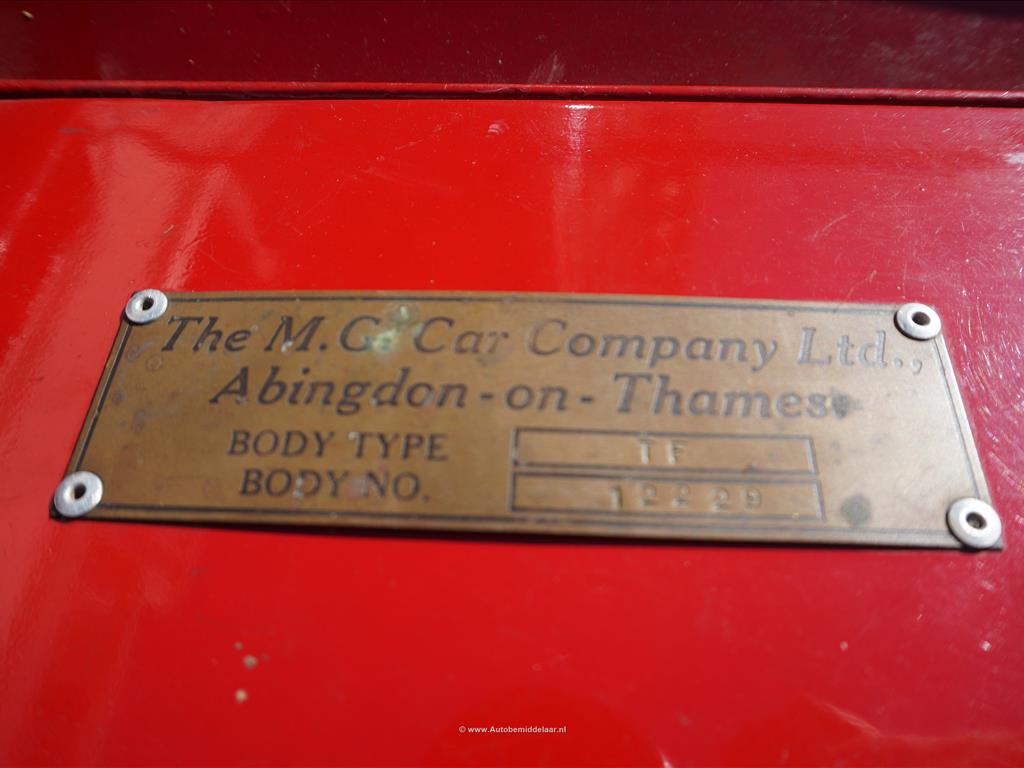 The M.G. Car Company Ltd.,
Abingdon-on-Thames
BODY TYPE TF
BODY NO. 12229
© www.Autobemiddelaar.nl